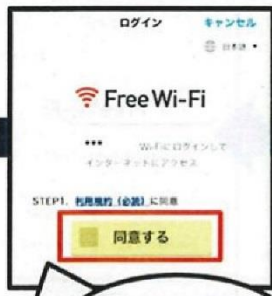 ログイン
キャンセル
日本語
Free Wi-Fi
••• Wi-Fiにログインして
インターネットにアクセス
STEP1. 利用規約（必読）に同意
同意する